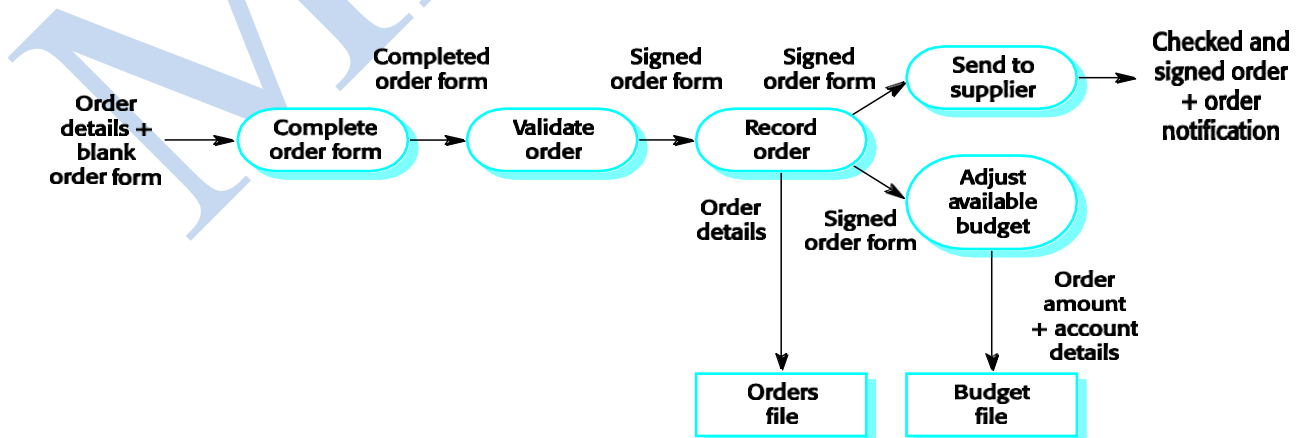 Order
details +
blank
order form
Complete
order form
Completed
order form
Validate
order
Signed
order form
Record
order
Signed
order form
Send to
supplier
Checked and
signed order
+ order
notification
Order
details
Signed
order form
Adjust
available
budget
Order
amount
+ account
details
Orders
file
Budget
file